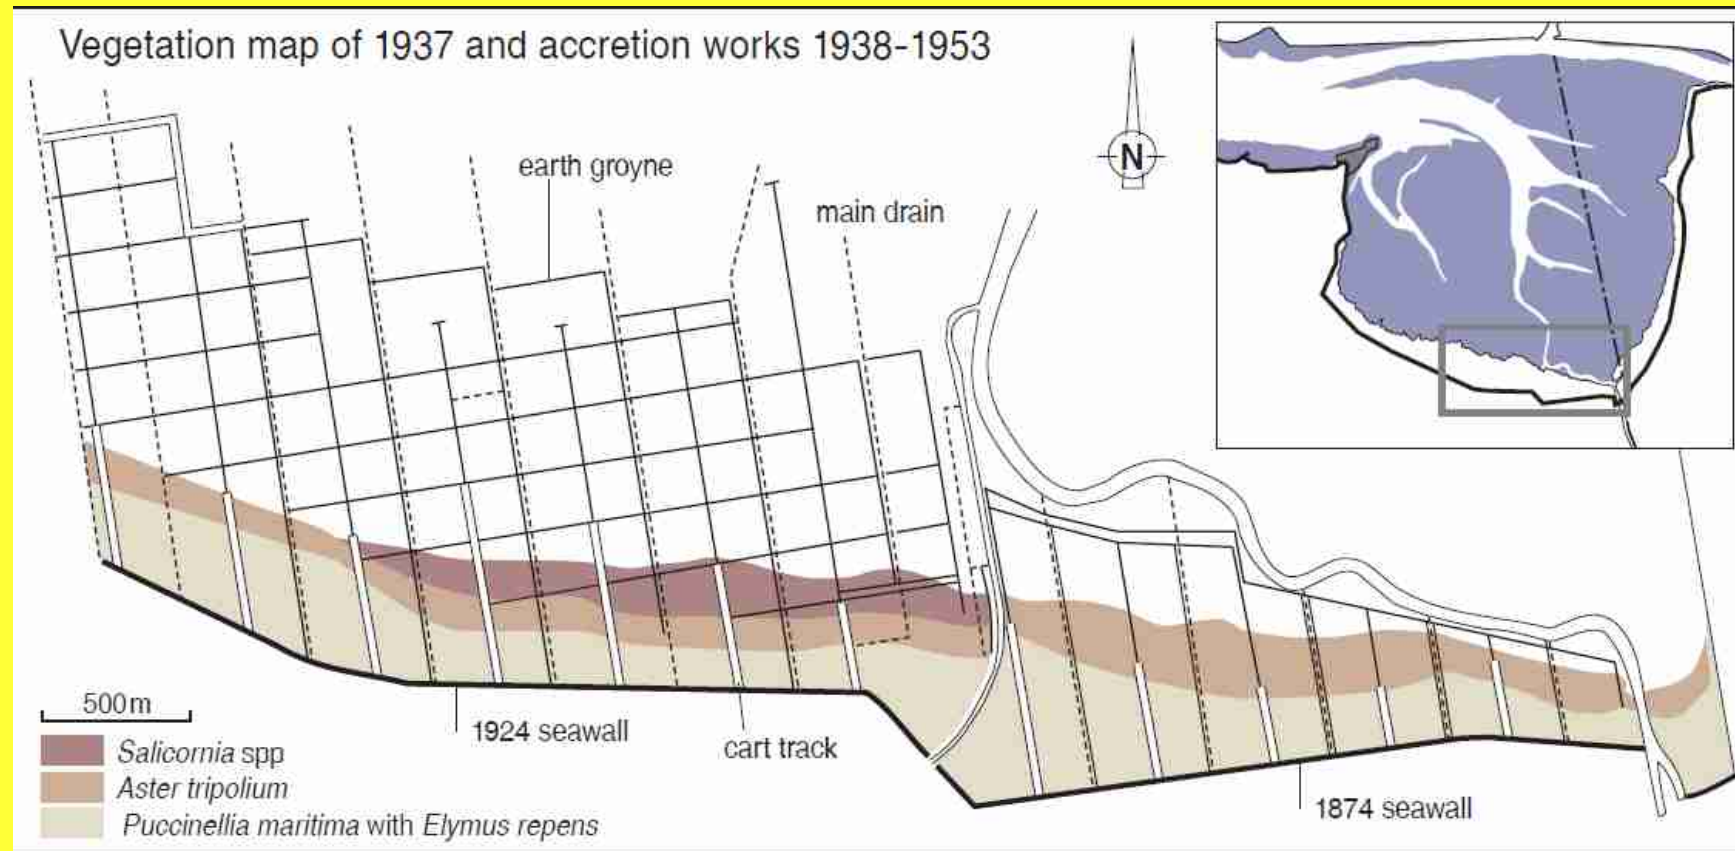 Vegetation map of 1937 and accretion works 1938-1953
earth groyne
main drain
N
500m
1924 seawall
cart track
1874 seawall
Salicornia spp
Aster tripolium
Puccinellia maritima with Elymus repens